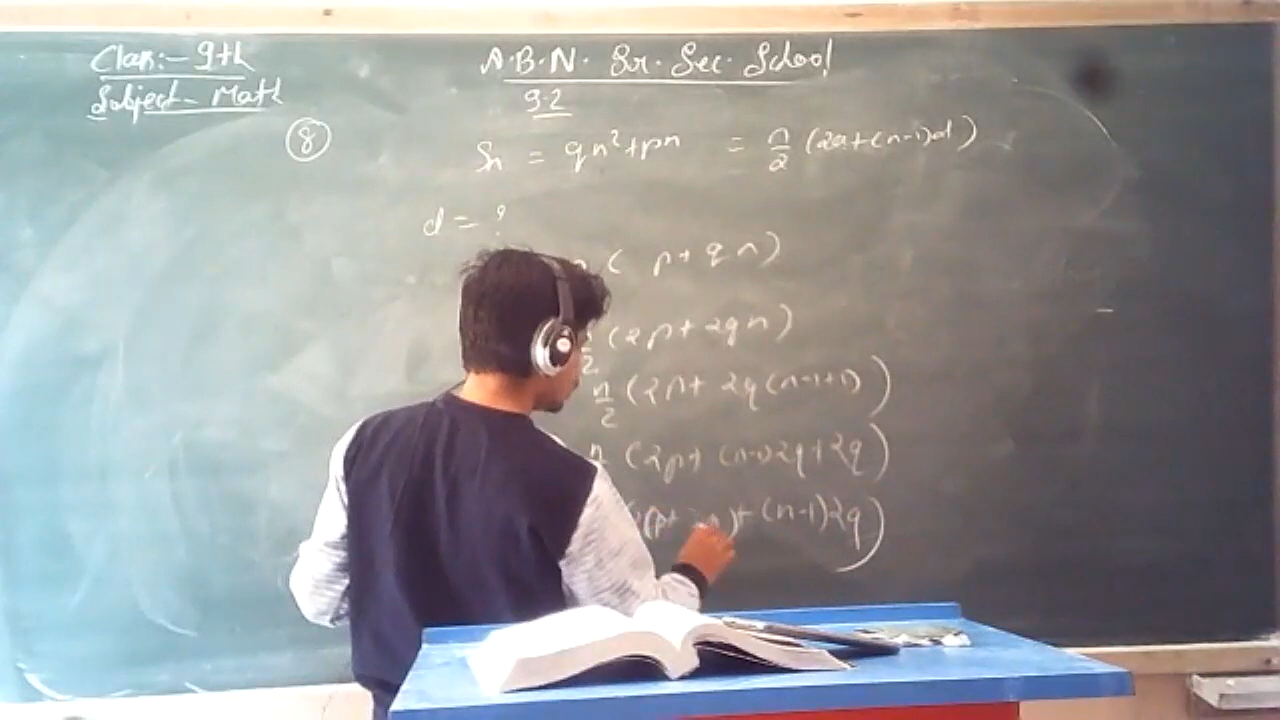 Class:- 9th
A.B.N. Sr. Sec. School
Subject- Math
9.2
8
Sn = qn²+pn = n/2 (2a+(n-1)d)
d = ?
n ( p+qn)
2 (2p+2qn)
n/2 (2p+ 2q(n-1+1))
n (2p+ (n-1)2q+2q)
(p+ )+(n-1)2q)